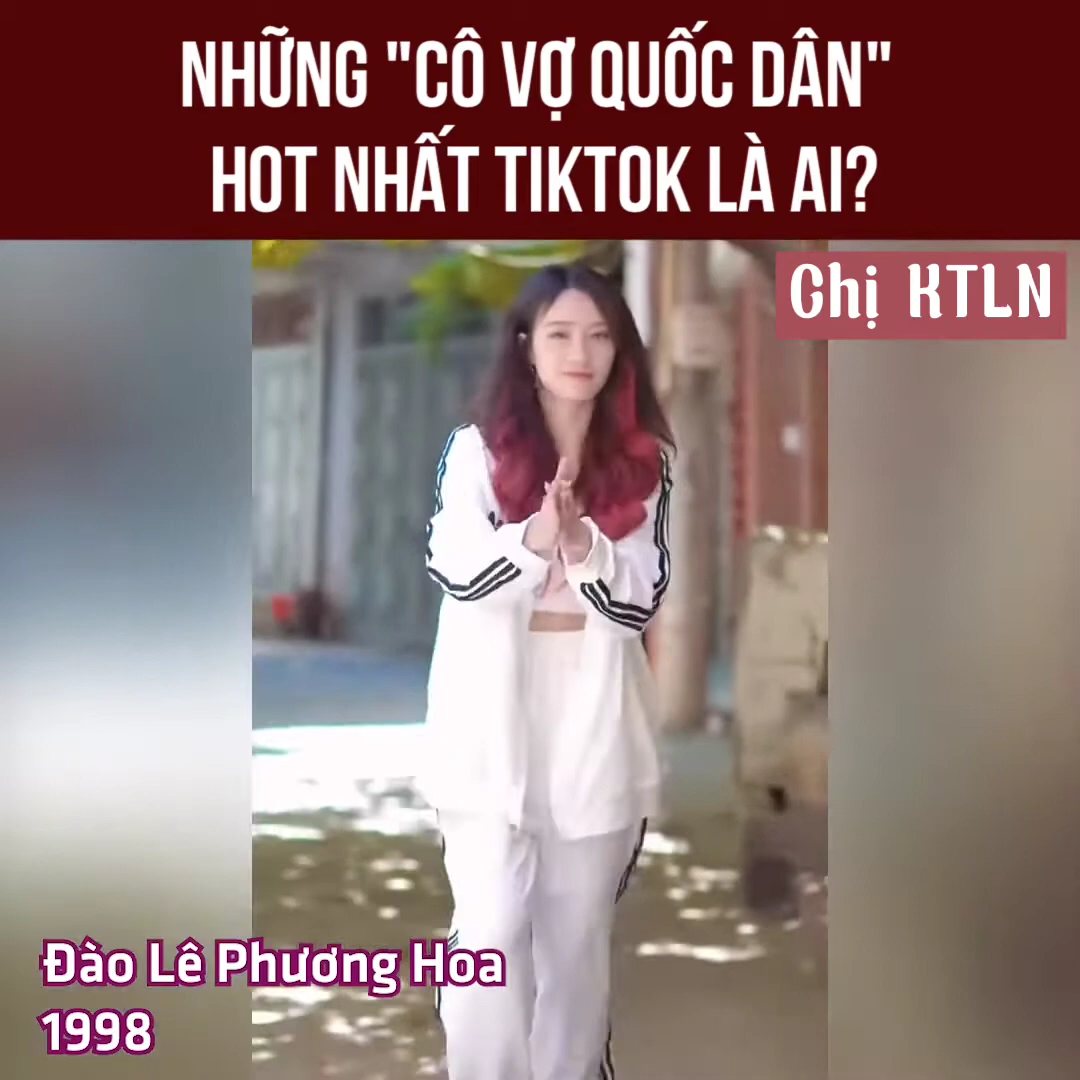 NHỮNG "CÔ VỢ QUỐC DÂN"
HOT NHẤT TIKTOK LÀ AI?
Chị KTLN
Đào Lê Phương Hoa
1998